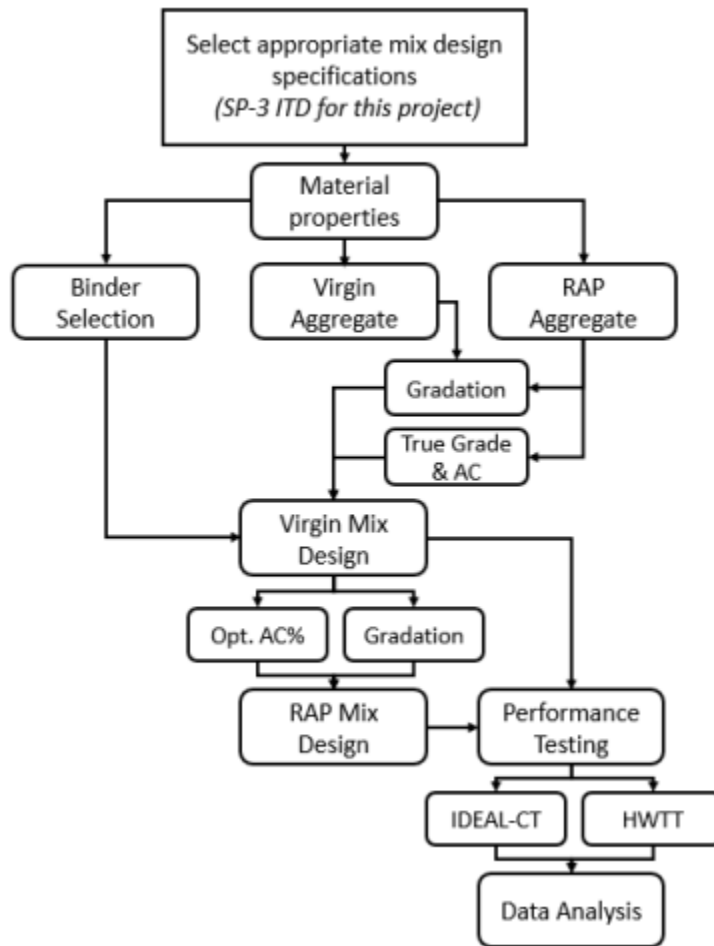 Select appropriate mix design
specifications
(SP-3 ITD for this project)
Material
properties
Binder
Selection
Virgin
Aggregate
RAP
Aggregate
Gradation
True Grade
& AC
Virgin Mix
Design
Opt. AC%
Gradation
RAP Mix
Design
Performance
Testing
IDEAL-CT
HWTT
Data Analysis